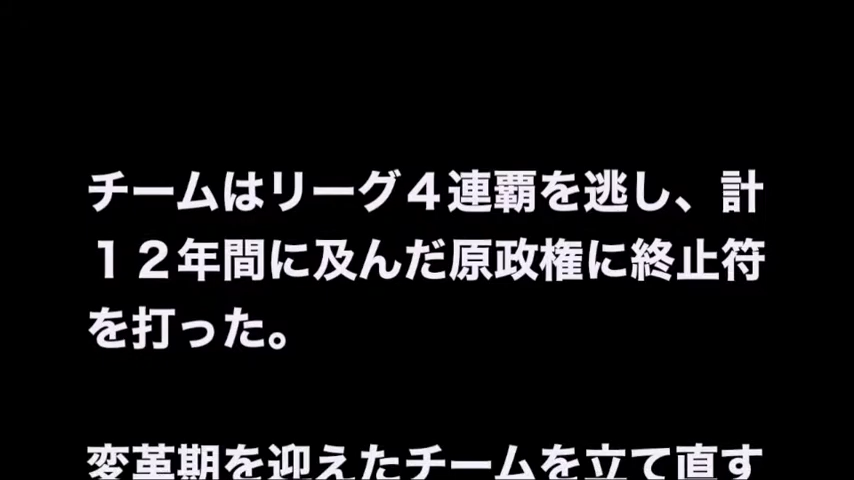 チームはリーグ４連覇を逃し、計
１２年間に及んだ原政権に終止符
を打った。
変革期を迎えたチームを立て直す